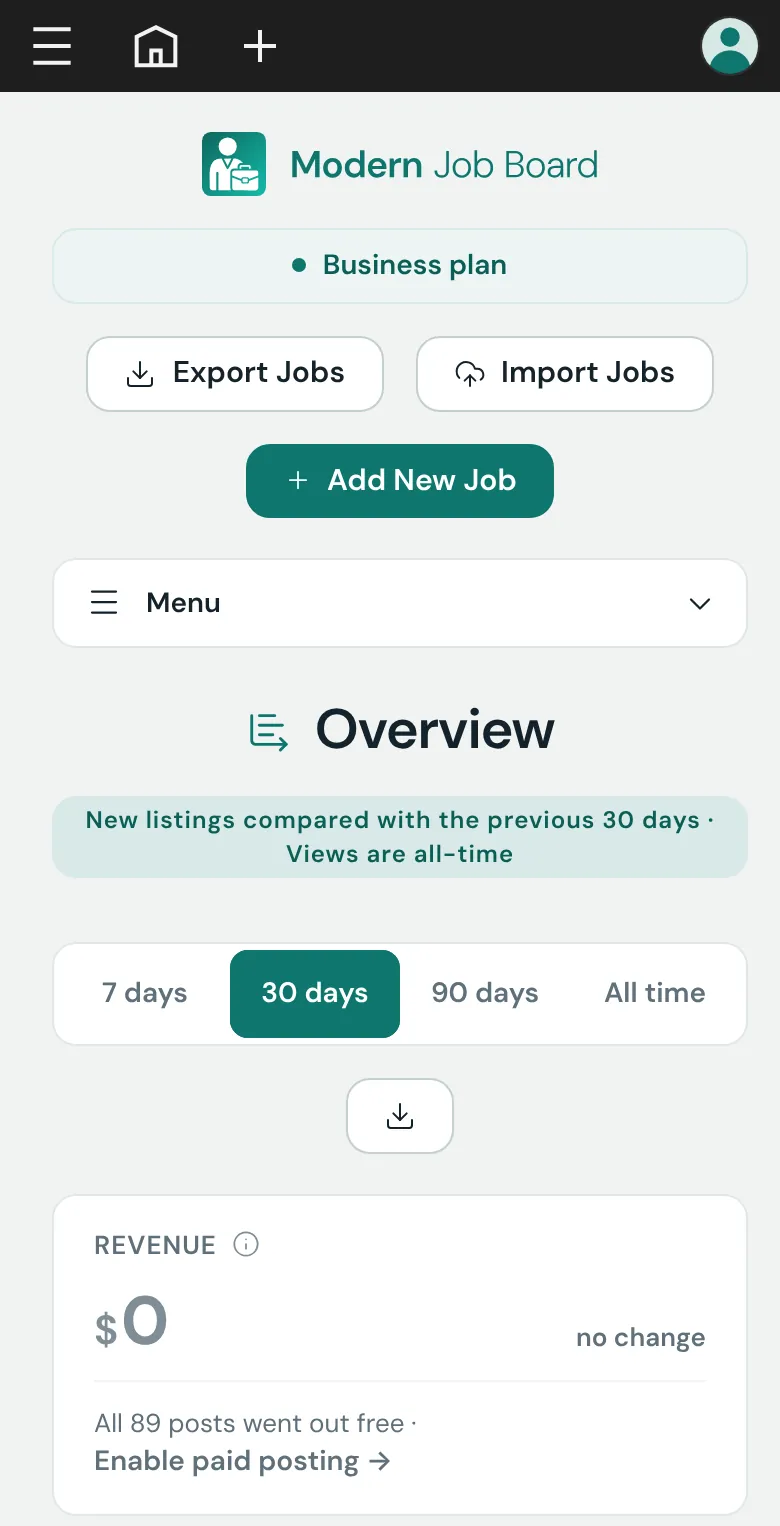 Modern Job Board
Business plan
Export Jobs
Import Jobs
Add New Job
Menu
Overview
New listings compared with the previous 30 days ·
Views are all-time
7 days
30 days
90 days
All time
REVENUE
$0
no change
All 89 posts went out free ·
Enable paid posting →